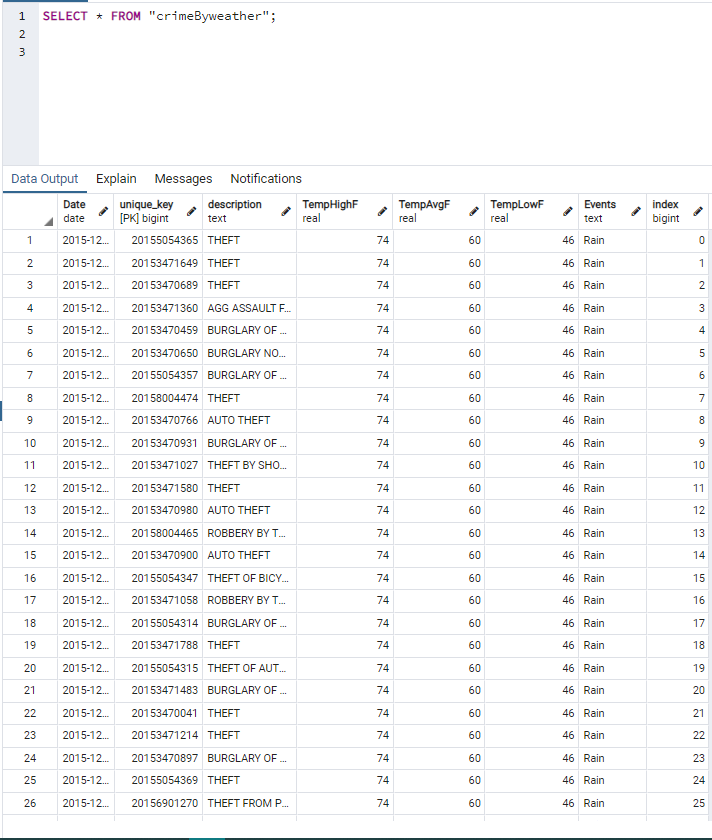 1 SELECT * FROM "crimeByweather";
2
3
Data Output Explain Messages Notifications
Date unique_key description TempHighF TempAvgF TempLowF Events index
date [PK] bigint text real real real text bigint
1 2015-12... 20155054365 THEFT 74 60 46 Rain 0
2 2015-12... 20153471649 THEFT 74 60 46 Rain 1
3 2015-12... 20153470689 THEFT 74 60 46 Rain 2
4 2015-12... 20153471360 AGG ASSAULT F... 74 60 46 Rain 3
5 2015-12... 20153470459 BURGLARY OF ... 74 60 46 Rain 4
6 2015-12... 20153470650 BURGLARY NO... 74 60 46 Rain 5
7 2015-12... 20155054357 BURGLARY OF ... 74 60 46 Rain 6
8 2015-12... 20158004474 THEFT 74 60 46 Rain 7
9 2015-12... 20153470766 AUTO THEFT 74 60 46 Rain 8
10 2015-12... 20153470931 BURGLARY OF ... 74 60 46 Rain 9
11 2015-12... 20153471027 THEFT BY SHO... 74 60 46 Rain 10
12 2015-12... 20153471580 THEFT 74 60 46 Rain 11
13 2015-12... 20153470980 AUTO THEFT 74 60 46 Rain 12
14 2015-12... 20158004465 ROBBERY BY T... 74 60 46 Rain 13
15 2015-12... 20153470900 AUTO THEFT 74 60 46 Rain 14
16 2015-12... 20155054347 THEFT OF BICY... 74 60 46 Rain 15
17 2015-12... 20153471058 ROBBERY BY T... 74 60 46 Rain 16
18 2015-12... 20155054314 BURGLARY OF ... 74 60 46 Rain 17
19 2015-12... 20153471788 THEFT 74 60 46 Rain 18
20 2015-12... 20155054315 THEFT OF AUT... 74 60 46 Rain 19
21 2015-12... 20153471483 BURGLARY OF ... 74 60 46 Rain 20
22 2015-12... 20153470041 THEFT 74 60 46 Rain 21
23 2015-12... 20153471214 THEFT 74 60 46 Rain 22
24 2015-12... 20153470897 BURGLARY OF ... 74 60 46 Rain 23
25 2015-12... 20155054369 THEFT 74 60 46 Rain 24
26 2015-12... 20156901270 THEFT FROM P... 74 60 46 Rain 25